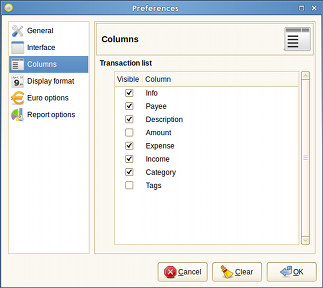 Preferences
General
Interface
Columns
Display format
Euro options
Report options
Columns
Transaction list
Visible Column
Info
Payee
Description
Amount
Expense
Income
Category
Tags
Cancel Clear OK